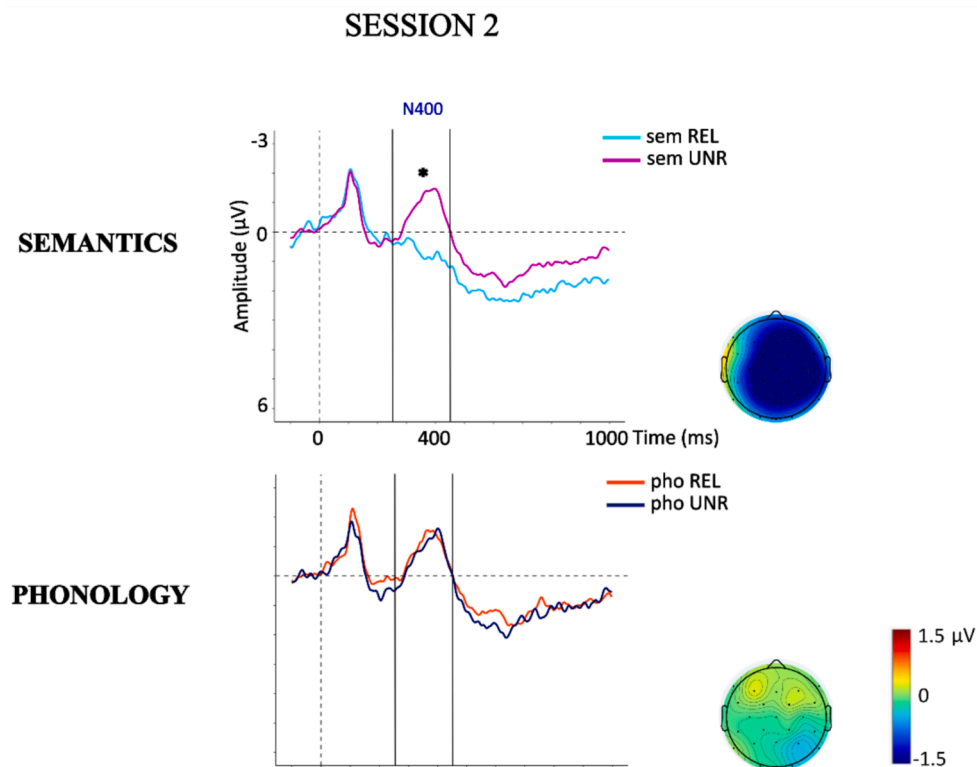 SESSION 2
N400
-3
sem REL
sem UNR
*
SEMANTICS
0
Amplitude (μV)
6
0 400 1000 Time (ms)
pho REL
pho UNR
PHONOLOGY
1.5 μV
0
-1.5